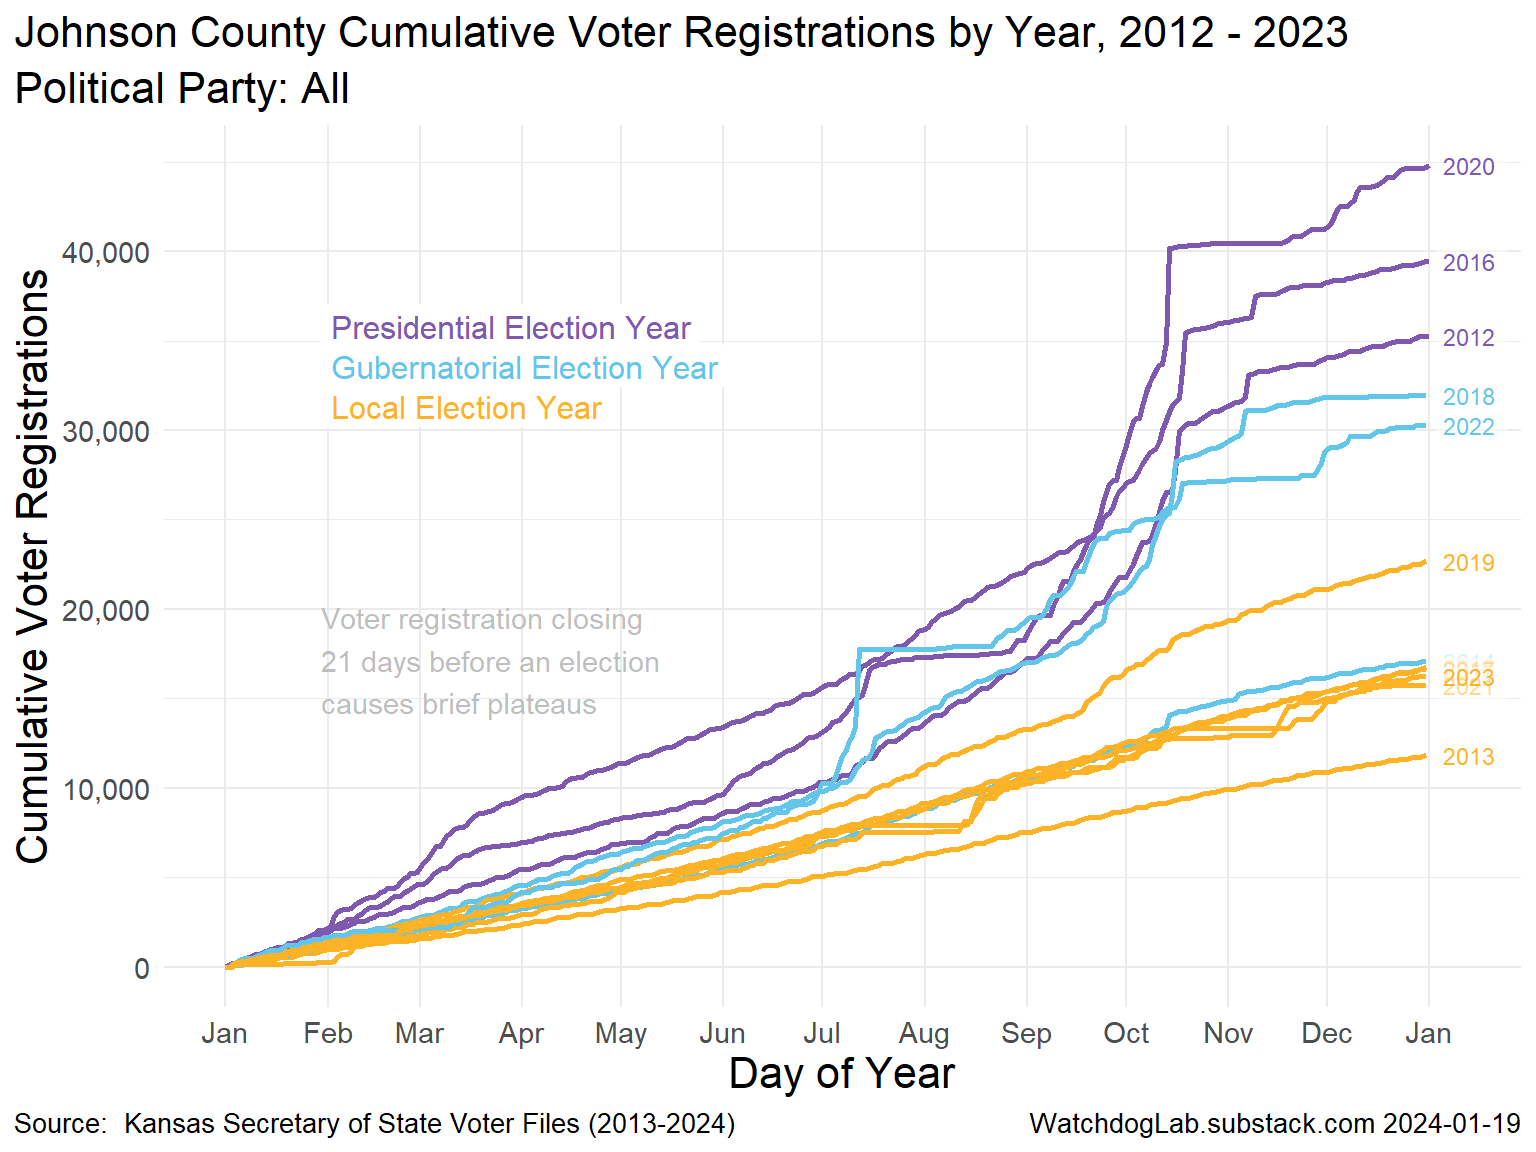 Johnson County Cumulative Voter Registrations by Year, 2012 - 2023
Political Party: All
Cumulative Voter Registrations
40,000
30,000
20,000
10,000
0
Presidential Election Year
Gubernatorial Election Year
Local Election Year
Voter registration closing
21 days before an election
causes brief plateaus
2020
2016
2012
2018
2022
2019
2023
2021
2013
Jan Feb Mar Apr May Jun Jul Aug Sep Oct Nov Dec Jan
Day of Year
Source:  Kansas Secretary of State Voter Files (2013-2024)
WatchdogLab.substack.com 2024-01-19